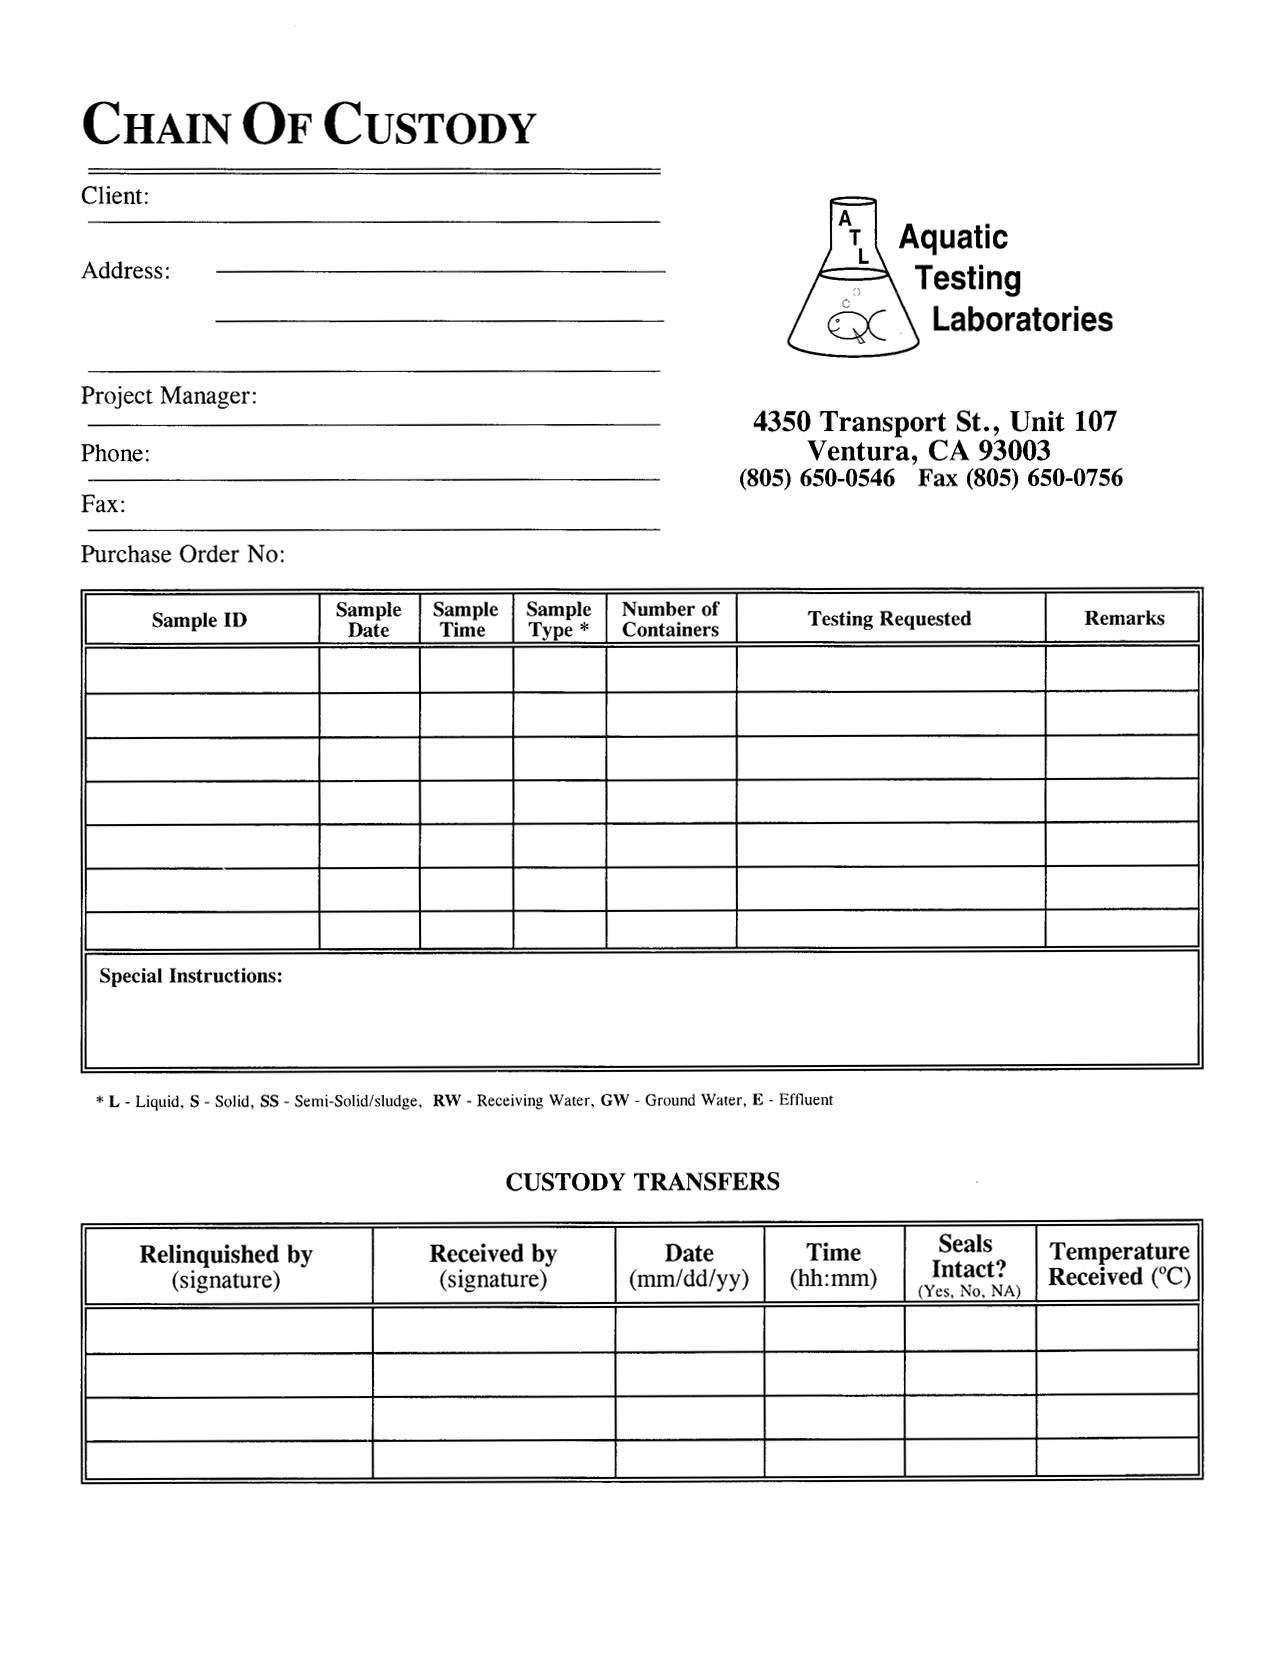 CHAIN OF CUSTODY
Client:
Address:
Project Manager:
Phone:
Fax:
Purchase Order No:
A
T
L
Aquatic
Testing
Laboratories
4350 Transport St., Unit 107
Ventura, CA 93003
(805) 650-0546 Fax (805) 650-0756
Sample ID
Sample
Date
Sample
Time
Sample
Type *
Number of
Containers
Testing Requested
Remarks
Special Instructions:
* L - Liquid, S - Solid, SS - Semi-Solid/sludge, RW - Receiving Water, GW - Ground Water, E - Effluent
CUSTODY TRANSFERS
Relinquished by
(signature)
Received by
(signature)
Date
(mm/dd/yy)
Time
(hh:mm)
Seals
Intact?
(Yes, No, NA)
Temperature
Received (ºC)